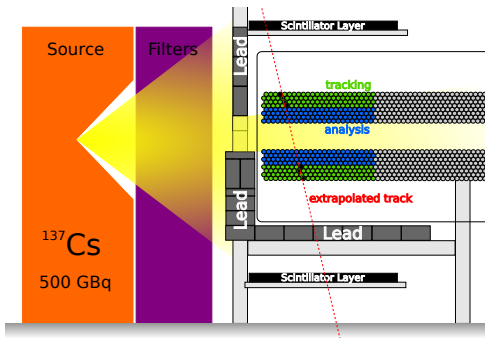 Scintillator Layer
Source
Filters
Lead
tracking
analysis
Lead
extrapolated track
Lead
137Cs
500 GBq
Scintillator Layer